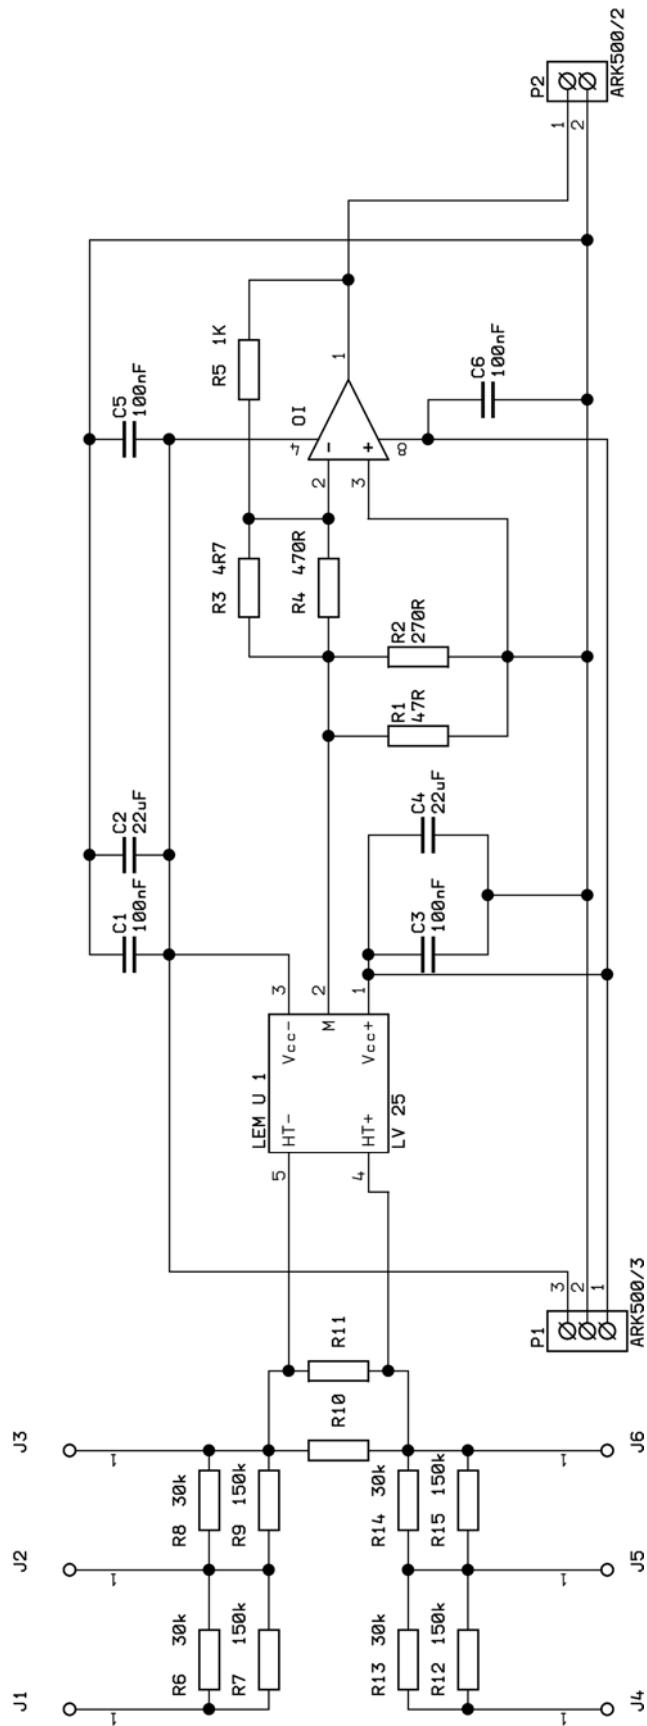 J1
J2
J3
1
1
1
R6 30k
R7 150k
R8 30k
R9 150k
R10
R11
R13 30k
R12 150k
R14 30k
R15 150k
1
1
1
J4
J5
J6
P1
3
2
1
ARK500/3
LEM U 1
HT-
HT+
Vcc-
M
Vcc+
LV 25
5
4
3
2
1
C1
100nF
C2
22uF
C3
100nF
C4
22uF
R1
47R
R2
270R
R3 4R7
R4 470R
R5 1K
C5
100nF
OI
4
2
3
8
1
-
+
C6
100nF
P2
1
2
ARK500/2